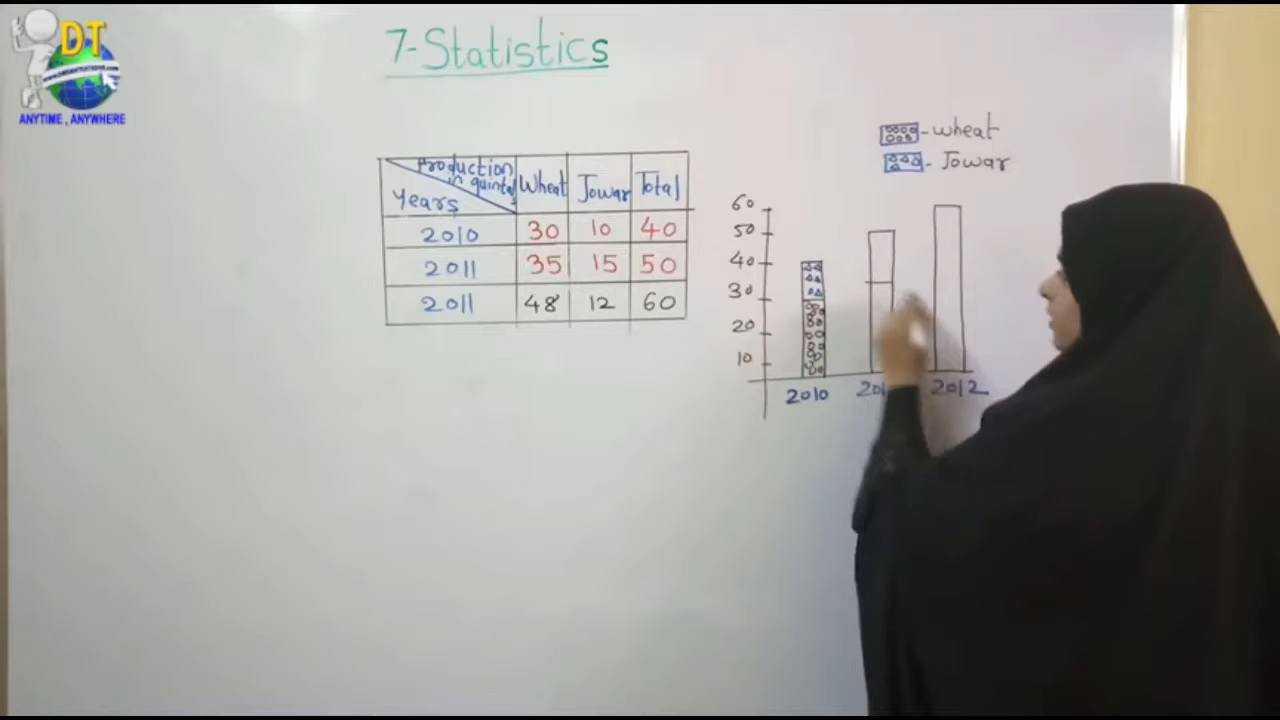 DT
ANYTIME , ANYWHERE
7-Statistics
Production in quintal
Years
Wheat Jowar Total
2010 30 10 40
2011 35 15 50
2011 48 12 60
wheat
Jowar
60
50
40
30
20
10
2010 2012